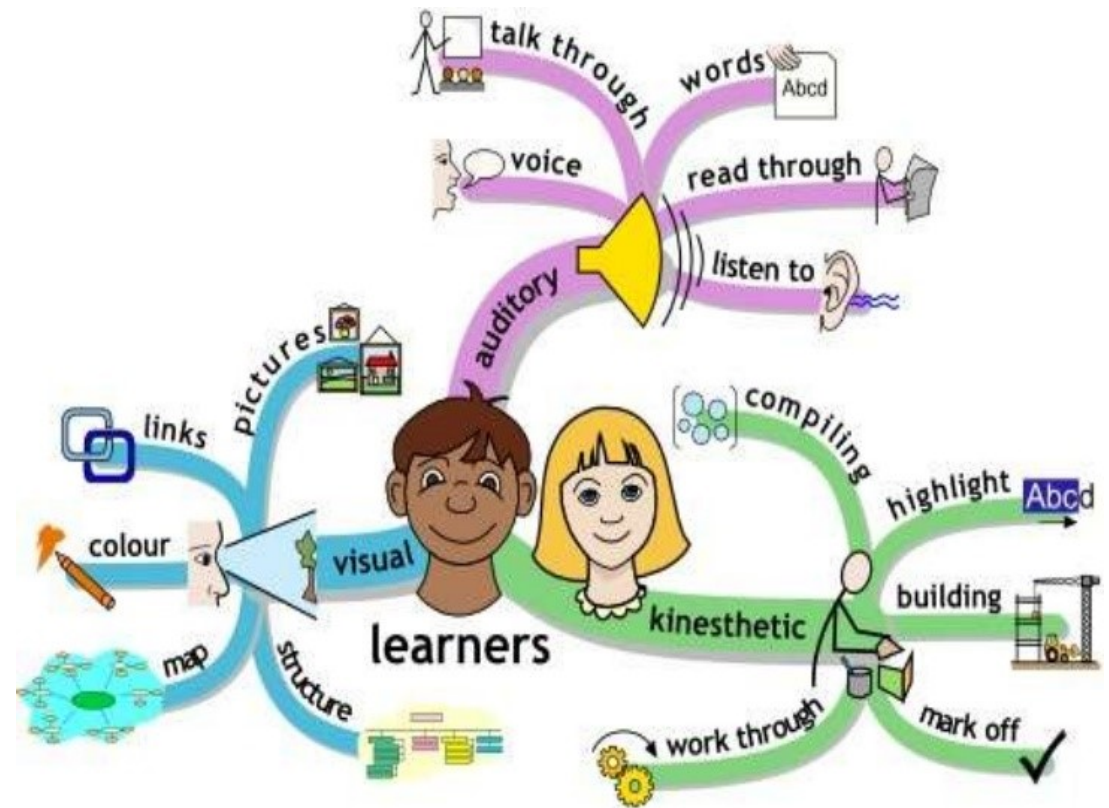 talk through
words
Abcd
voice
read through
listen to
auditory
pictures
links
colour
visual
map
structure
learners
compiling
highlight
Abcd
building
kinesthetic
work through
mark off